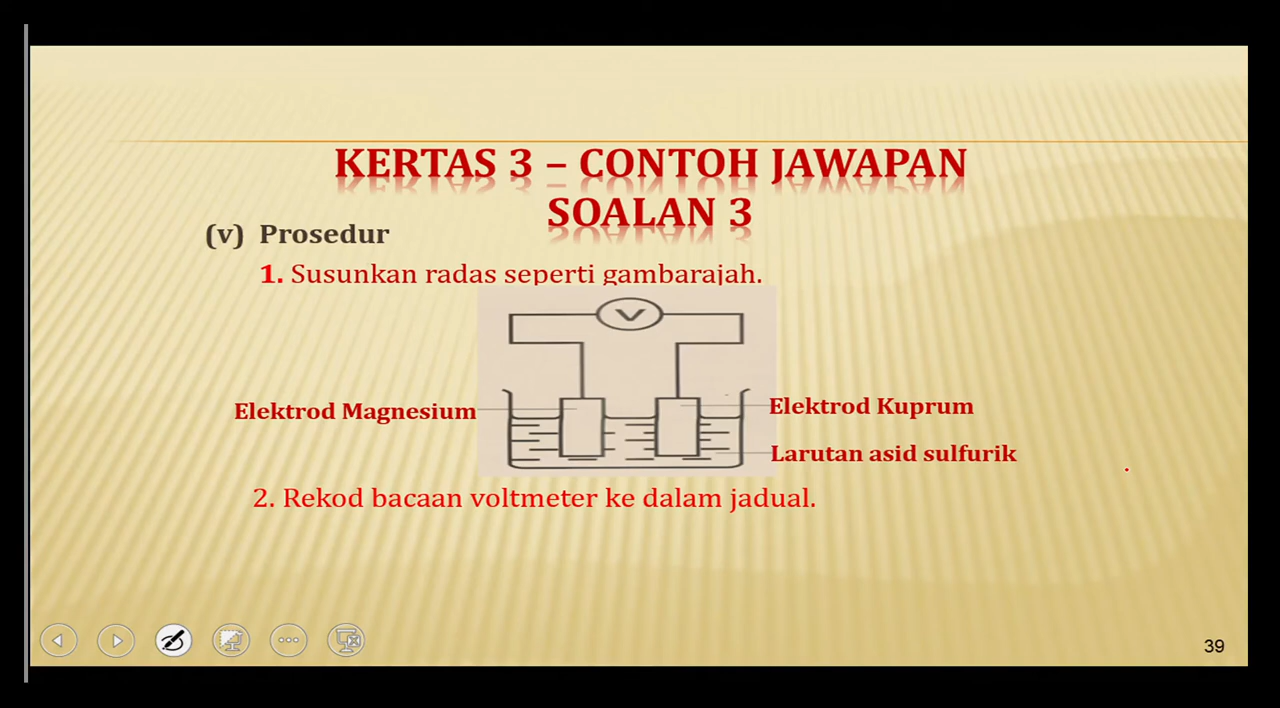 KERTAS 3 – CONTOH JAWAPAN
SOALAN 3
(v) Prosedur
1. Susunkan radas seperti gambarajah.
V
Elektrod Magnesium
Elektrod Kuprum
Larutan asid sulfurik
2. Rekod bacaan voltmeter ke dalam jadual.
39